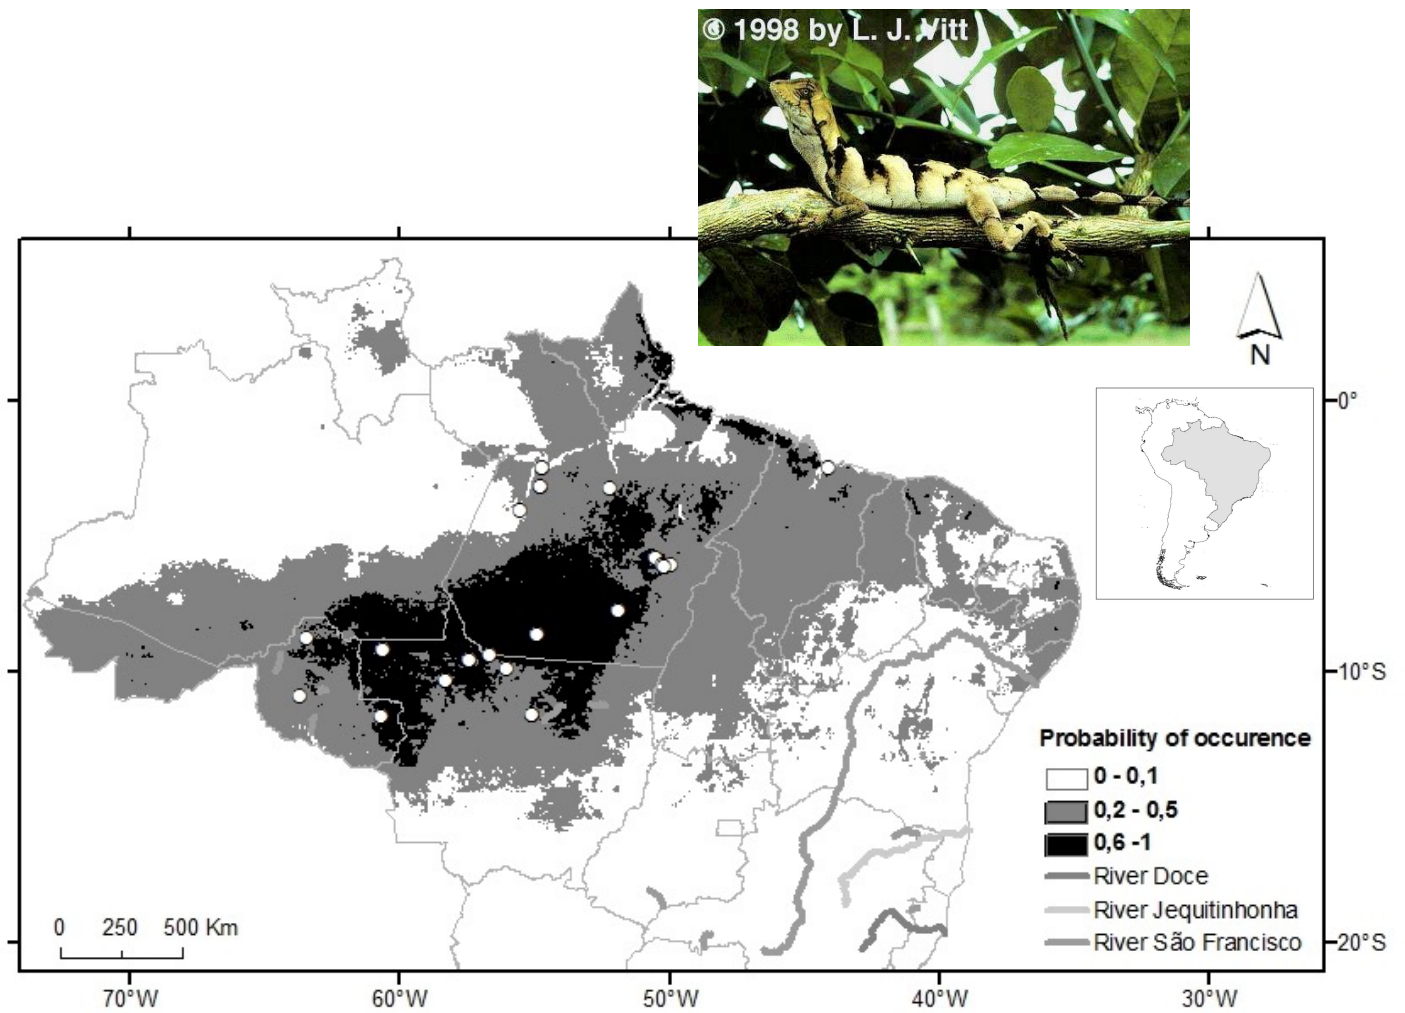 © 1998 by L. J. Vitt
N
0°
10°S
20°S
Probability of occurence
0 - 0,1
0,2 - 0,5
0,6 -1
River Doce
River Jequitinhonha
River São Francisco
0 250 500 Km
70°W 60°W 50°W 40°W 30°W